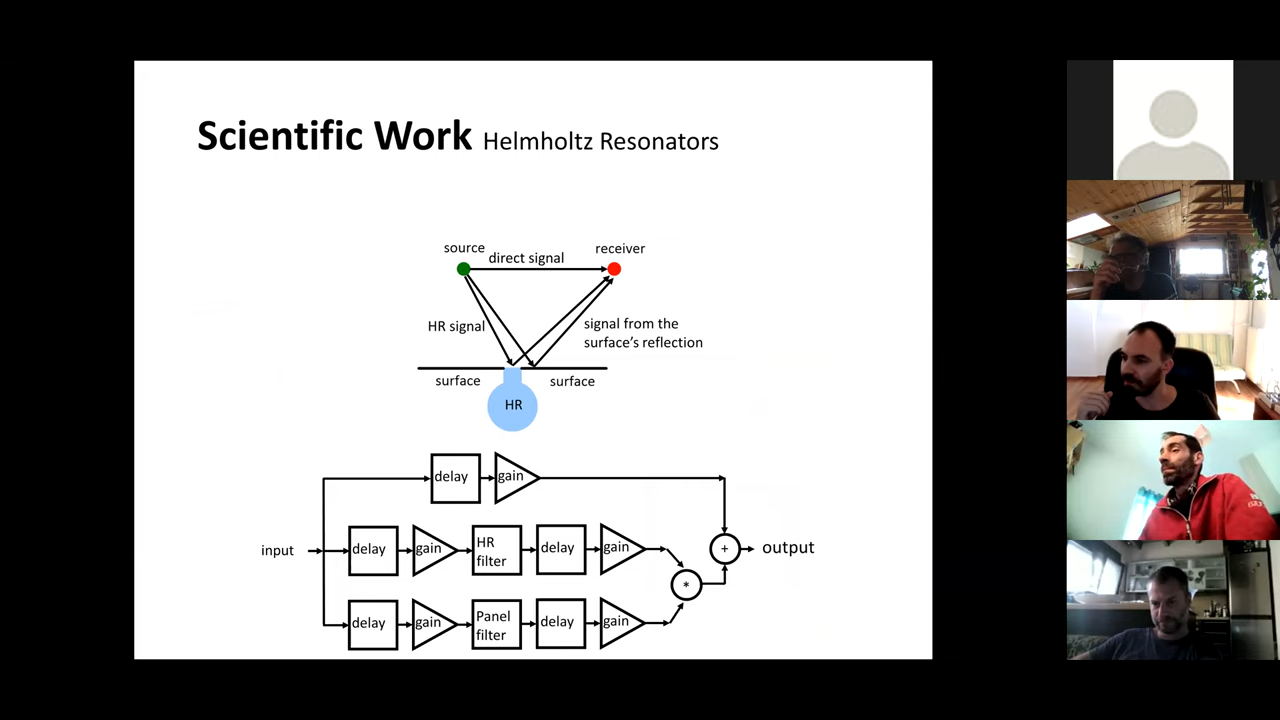 Scientific Work Helmholtz Resonators
source
direct signal
receiver
HR signal
signal from the
surface's reflection
surface
surface
HR
delay
gain
input
delay
gain
HR
filter
delay
gain
+
output
*
delay
gain
Panel
filter
delay
gain